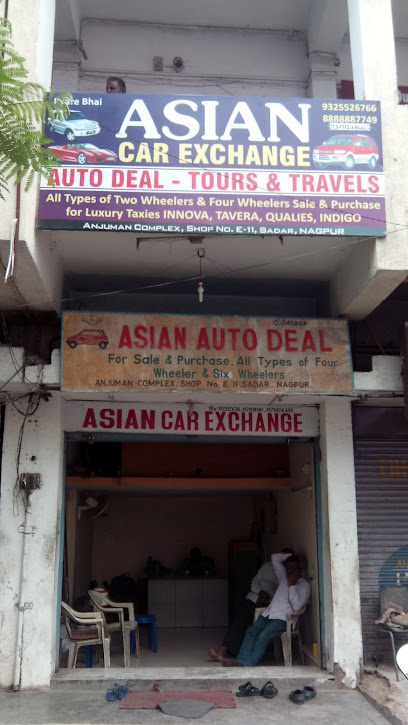 Pyare Bhai
ASIAN
CAR EXCHANGE
9325526766
8888887749
AUTO DEAL - TOURS & TRAVELS
All Types of Two Wheelers & Four Wheelers Sale & Purchase
for Luxury Taxies INNOVA, TAVERA, QUALIES, INDIGO
ANJUMAN COMPLEX, SHOP NO. E-11, SADAR, NAGPUR
ASIAN AUTO DEAL
For Sale & Purchase. All Types of Four
Wheeler & Six Wheelers
ANJUMAN COMPLEX. SHOP No. E 11 SADAR. NAGPUR.
ASIAN CAR EXCHANGE